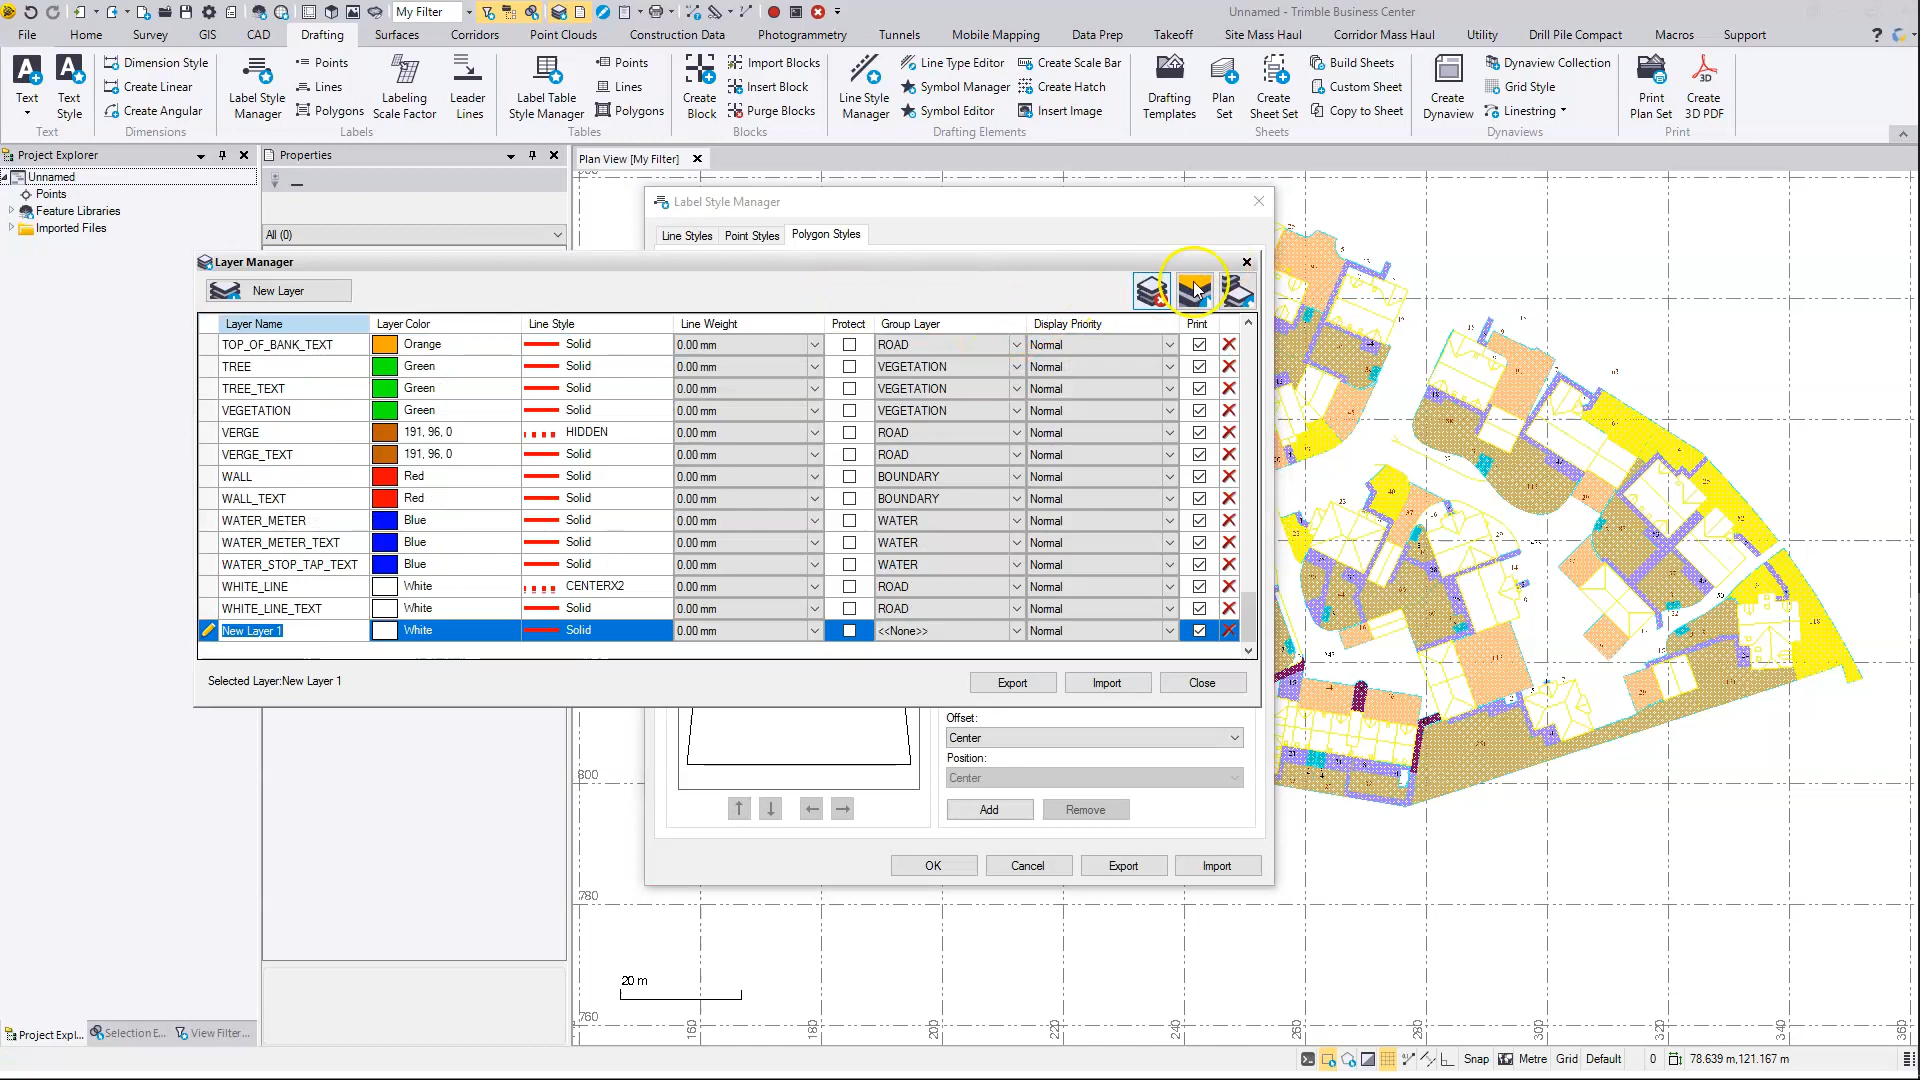 My Filter
Unnamed - Trimble Business Center
File Home Survey GIS CAD Drafting Surfaces Corridors Point Clouds Construction Data Photogrammetry Tunnels Mobile Mapping Data Prep Takeoff Site Mass Haul Corridor Mass Haul Utility Drill Pile Compact Macros Support
Text
Text Style
Text
Dimension Style
Create Linear
Create Angular
Dimensions
Label Style Manager
Points
Lines
Polygons
Labeling Scale Factor
Leader Lines
Labels
Label Table Style Manager
Points
Lines
Polygons
Tables
Create Block
Import Blocks
Insert Block
Purge Blocks
Blocks
Line Style Manager
Line Type Editor
Symbol Manager
Symbol Editor
Create Scale Bar
Create Hatch
Insert Image
Drafting Elements
Drafting Templates
Plan Set
Create Sheet Set
Build Sheets
Custom Sheet
Copy to Sheet
Sheets
Create Dynaview
Dynaview Collection
Grid Style
Linestring
Dynaviews
Print Plan Set
Create 3D PDF
Print
Project Explorer
Unnamed
Points
Feature Libraries
Imported Files
Properties
All (0)
Plan View [My Filter]
Label Style Manager
Line Styles Point Styles Polygon Styles
Layer Manager
New Layer
Layer Name Layer Color Line Style Line Weight Protect Group Layer Display Priority Print
TOP_OF_BANK_TEXT Orange Solid 0.00 mm ROAD Normal
TREE Green Solid 0.00 mm VEGETATION Normal
TREE_TEXT Green Solid 0.00 mm VEGETATION Normal
VEGETATION Green Solid 0.00 mm VEGETATION Normal
VERGE 191, 96, 0 HIDDEN 0.00 mm ROAD Normal
VERGE_TEXT 191, 96, 0 Solid 0.00 mm ROAD Normal
WALL Red Solid 0.00 mm BOUNDARY Normal
WALL_TEXT Red Solid 0.00 mm BOUNDARY Normal
WATER_METER Blue Solid 0.00 mm WATER Normal
WATER_METER_TEXT Blue Solid 0.00 mm WATER Normal
WATER_STOP_TAP_TEXT Blue Solid 0.00 mm WATER Normal
WHITE_LINE White CENTERX2 0.00 mm ROAD Normal
WHITE_LINE_TEXT White Solid 0.00 mm ROAD Normal
New Layer 1 White Solid 0.00 mm <<None>> Normal
Selected Layer:New Layer 1
Export Import Close
Offset:
Center
Position:
Center
Add Remove
OK Cancel Export Import
800
780
760
20 m
160 180 200 220 240 260 280 300 320 340 360
Project Expl... Selection E... View Filter...
Snap Metre Grid Default 0 78.639 m,121.167 m